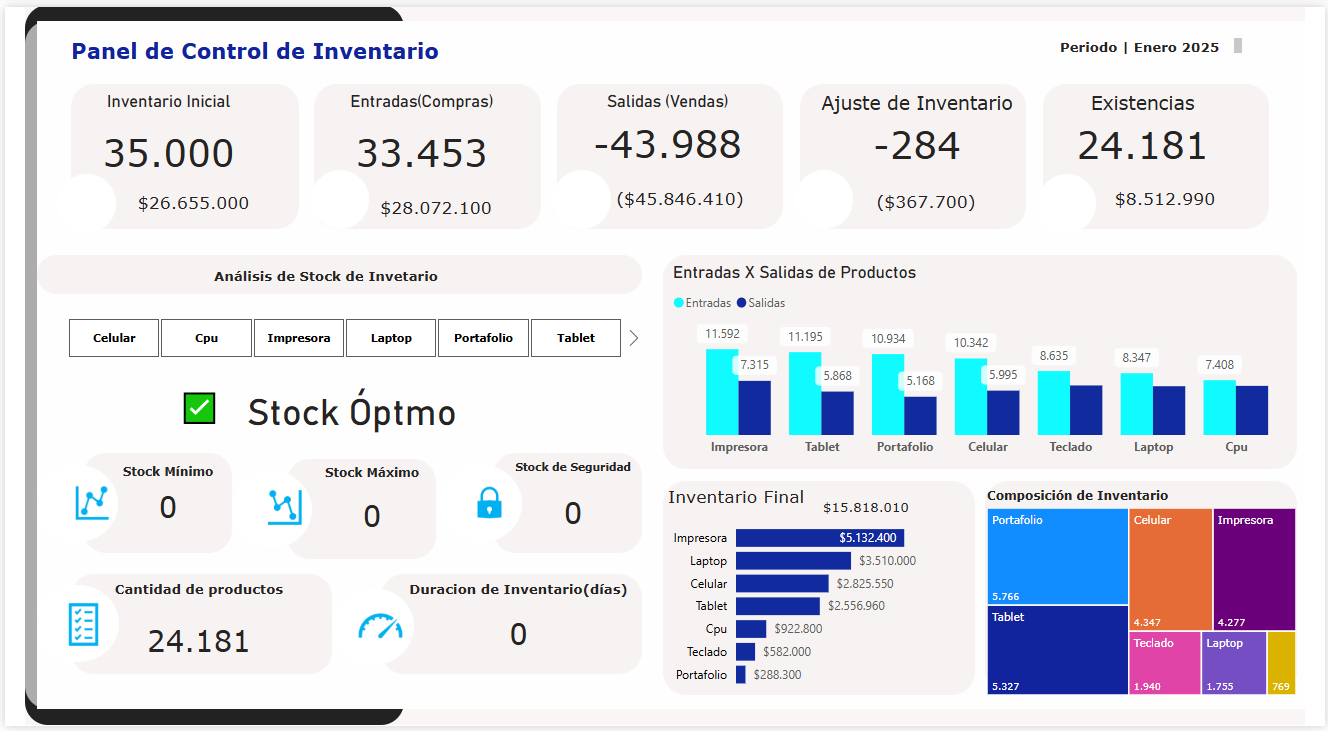 Panel de Control de Inventario
Periodo | Enero 2025
Inventario Inicial
35.000
$26.655.000
Entradas(Compras)
33.453
$28.072.100
Salidas (Vendas)
-43.988
($45.846.410)
Ajuste de Inventario
-284
($367.700)
Existencias
24.181
$8.512.990
Análisis de Stock de Invetario
Celular
Cpu
Impresora
Laptop
Portafolio
Tablet
Stock Óptmo
Stock Mínimo
0
Stock Máximo
0
Stock de Seguridad
0
Cantidad de productos
24.181
Duracion de Inventario(días)
0
Entradas X Salidas de Productos
Entradas Salidas
11.592
7.315
11.195
5.868
10.934
5.168
10.342
5.995
8.635
8.347
7.408
Impresora Tablet Portafolio Celular Teclado Laptop Cpu
Inventario Final
$15.818.010
Impresora $5.132.400
Laptop $3.510.000
Celular $2.825.550
Tablet $2.556.960
Cpu $922.800
Teclado $582.000
Portafolio $288.300
Composición de Inventario
Portafolio
5.766
Tablet
5.327
Celular
4.347
Impresora
4.277
Teclado
1.940
Laptop
1.755
769